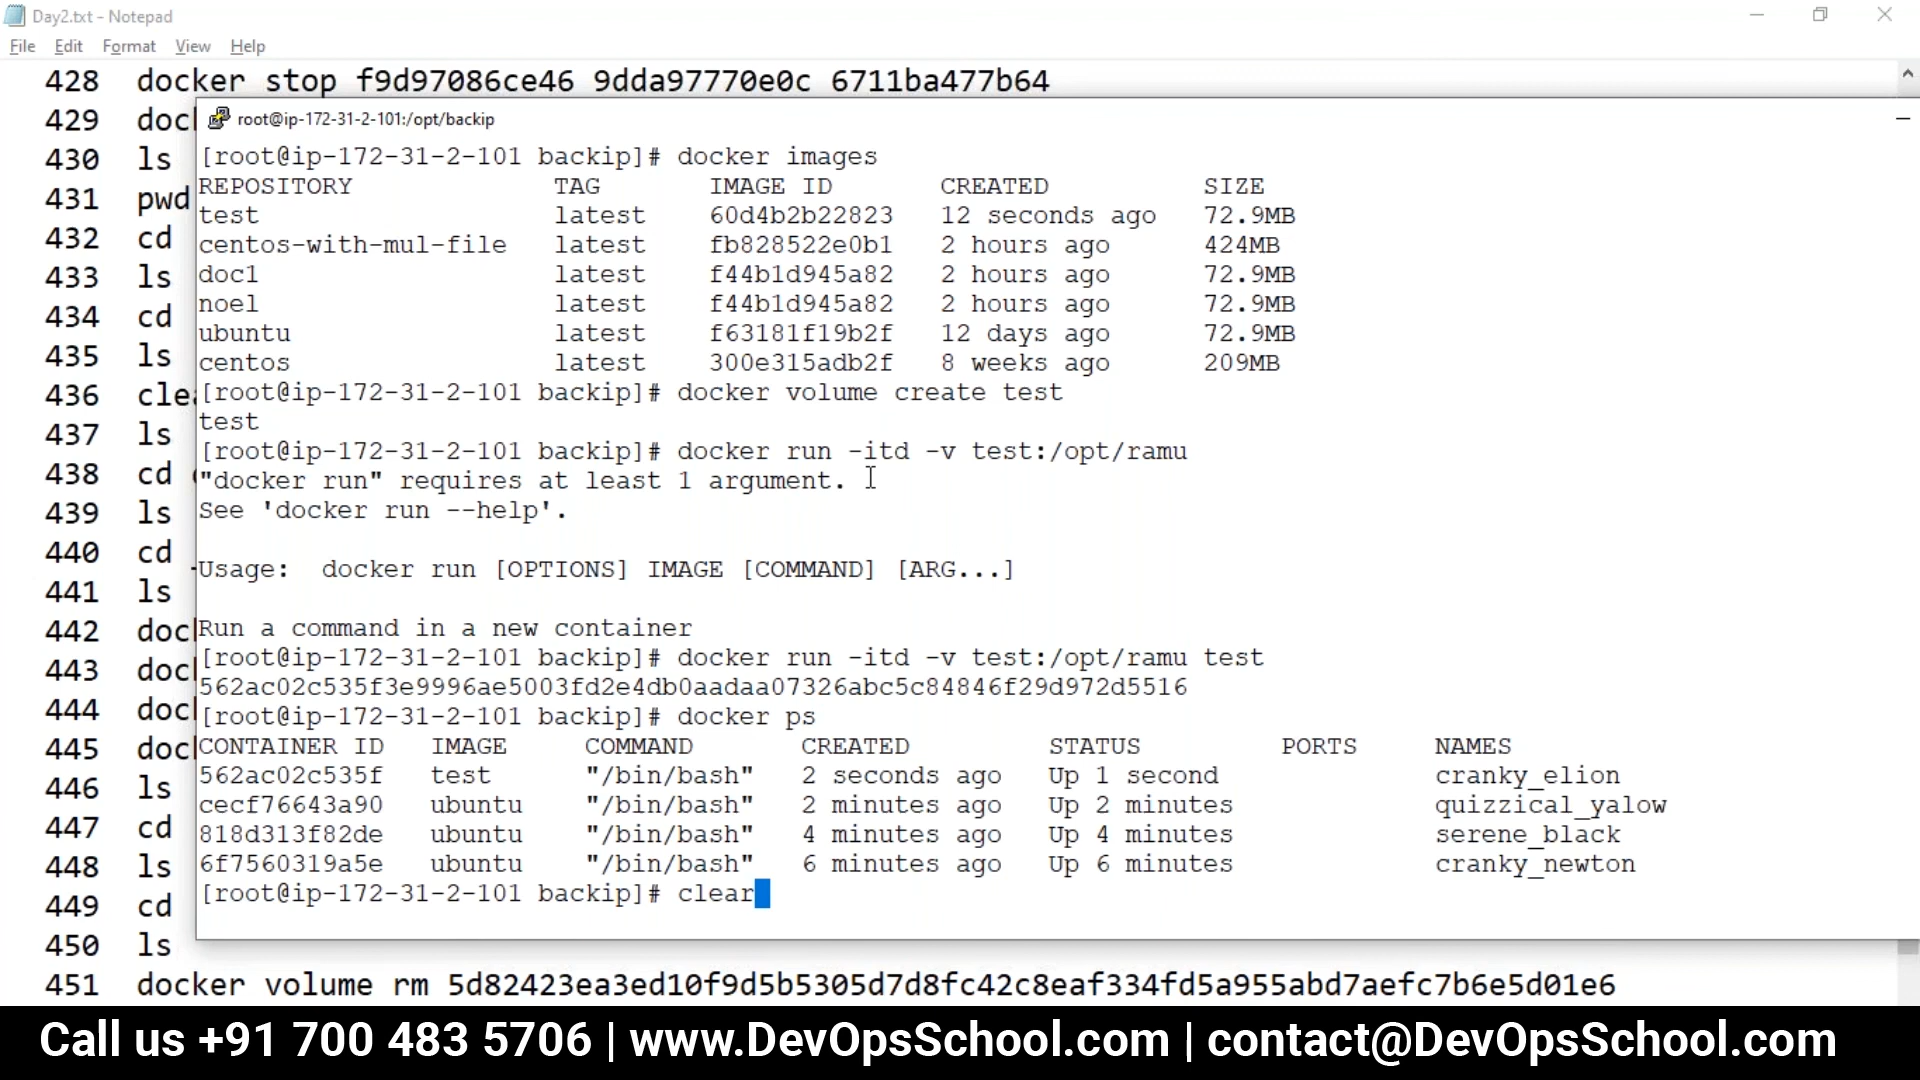 Day2.txt - Notepad
File Edit Format View Help
428 docker stop f9d97086ce46 9dda97770e0c 6711ba477b64
429 doc
430 ls
431 pwd
432 cd
433 ls
434 cd
435 ls
436 clea
437 ls
438 cd
439 ls
440 cd
441 ls
442 doc
443 doc
444 doc
445 doc
446 ls
447 cd
448 ls
449 cd
450 ls
451 docker volume rm 5d82423ea3ed10f9d5b5305d7d8fc42c8eaf334fd5a955abd7aefc7b6e5d01e6
root@ip-172-31-2-101:/opt/backip
[root@ip-172-31-2-101 backip]# docker images
REPOSITORY TAG IMAGE ID CREATED SIZE
test latest 60d4b2b22823 12 seconds ago 72.9MB
centos-with-mul-file latest fb828522e0b1 2 hours ago 424MB
doc1 latest f44b1d945a82 2 hours ago 72.9MB
noel latest f44b1d945a82 2 hours ago 72.9MB
ubuntu latest f63181f19b2f 12 days ago 72.9MB
centos latest 300e315adb2f 8 weeks ago 209MB
[root@ip-172-31-2-101 backip]# docker volume create test
test
[root@ip-172-31-2-101 backip]# docker run -itd -v test:/opt/ramu
"docker run" requires at least 1 argument.
See 'docker run --help'.
Usage:  docker run [OPTIONS] IMAGE [COMMAND] [ARG...]
Run a command in a new container
[root@ip-172-31-2-101 backip]# docker run -itd -v test:/opt/ramu test
562ac02c535f3e9996ae5003fd2e4db0aadaa07326abc5c84846f29d972d5516
[root@ip-172-31-2-101 backip]# docker ps
CONTAINER ID IMAGE COMMAND CREATED STATUS PORTS NAMES
562ac02c535f test "/bin/bash" 2 seconds ago Up 1 second cranky_elion
cecf76643a90 ubuntu "/bin/bash" 2 minutes ago Up 2 minutes quizzical_yalow
818d313f82de ubuntu "/bin/bash" 4 minutes ago Up 4 minutes serene_black
6f7560319a5e ubuntu "/bin/bash" 6 minutes ago Up 6 minutes cranky_newton
[root@ip-172-31-2-101 backip]# clear
Call us +91 700 483 5706 | www.DevOpsSchool.com | contact@DevOpsSchool.com